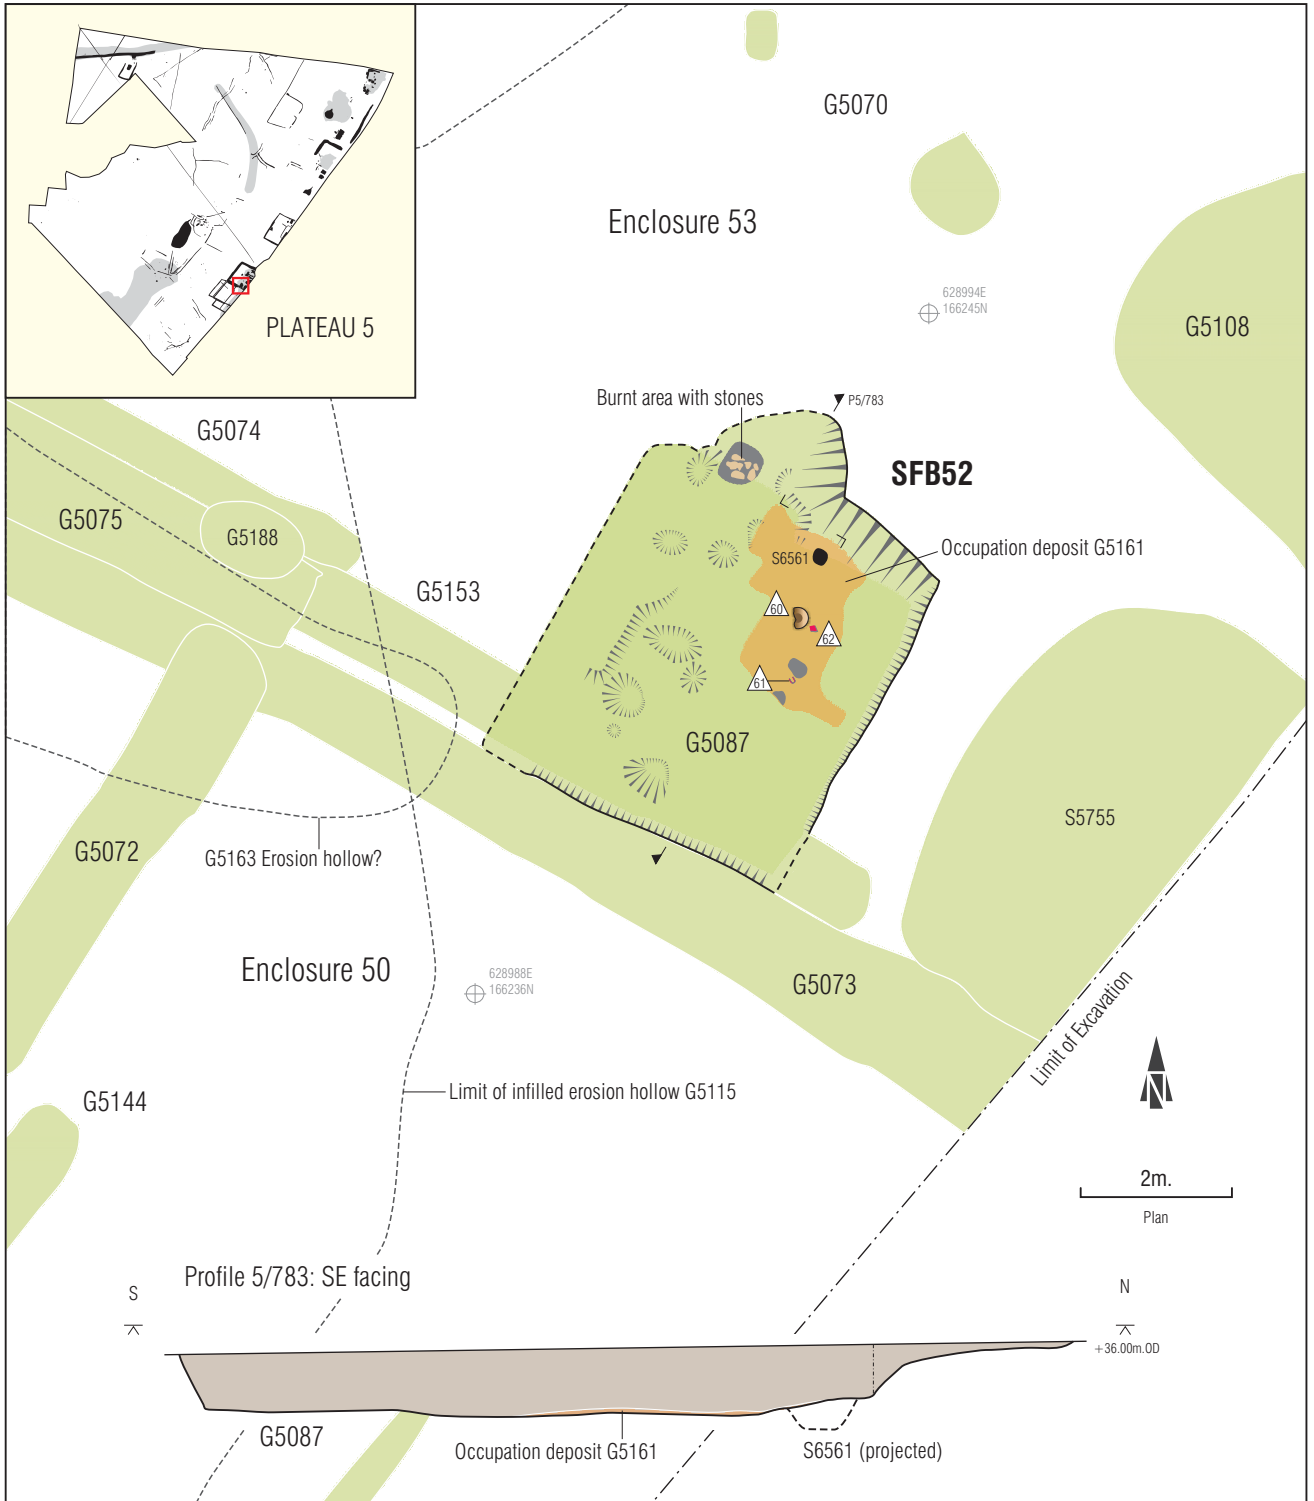 PLATEAU 5
G5070
Enclosure 53
628994E
166245N
G5108
Burnt area with stones
P5/783
G5074
SFB52
G5075
G5188
Occupation deposit G5161
S6561
G5153
60
62
61
G5087
S5755
G5072
G5163 Erosion hollow?
Enclosure 50
628988E
166236N
G5073
Limit of Excavation
Limit of infilled erosion hollow G5115
G5144
N
2m.
Plan
Profile 5/783: SE facing
S
N
+36.00m.OD
G5087
Occupation deposit G5161
S6561 (projected)